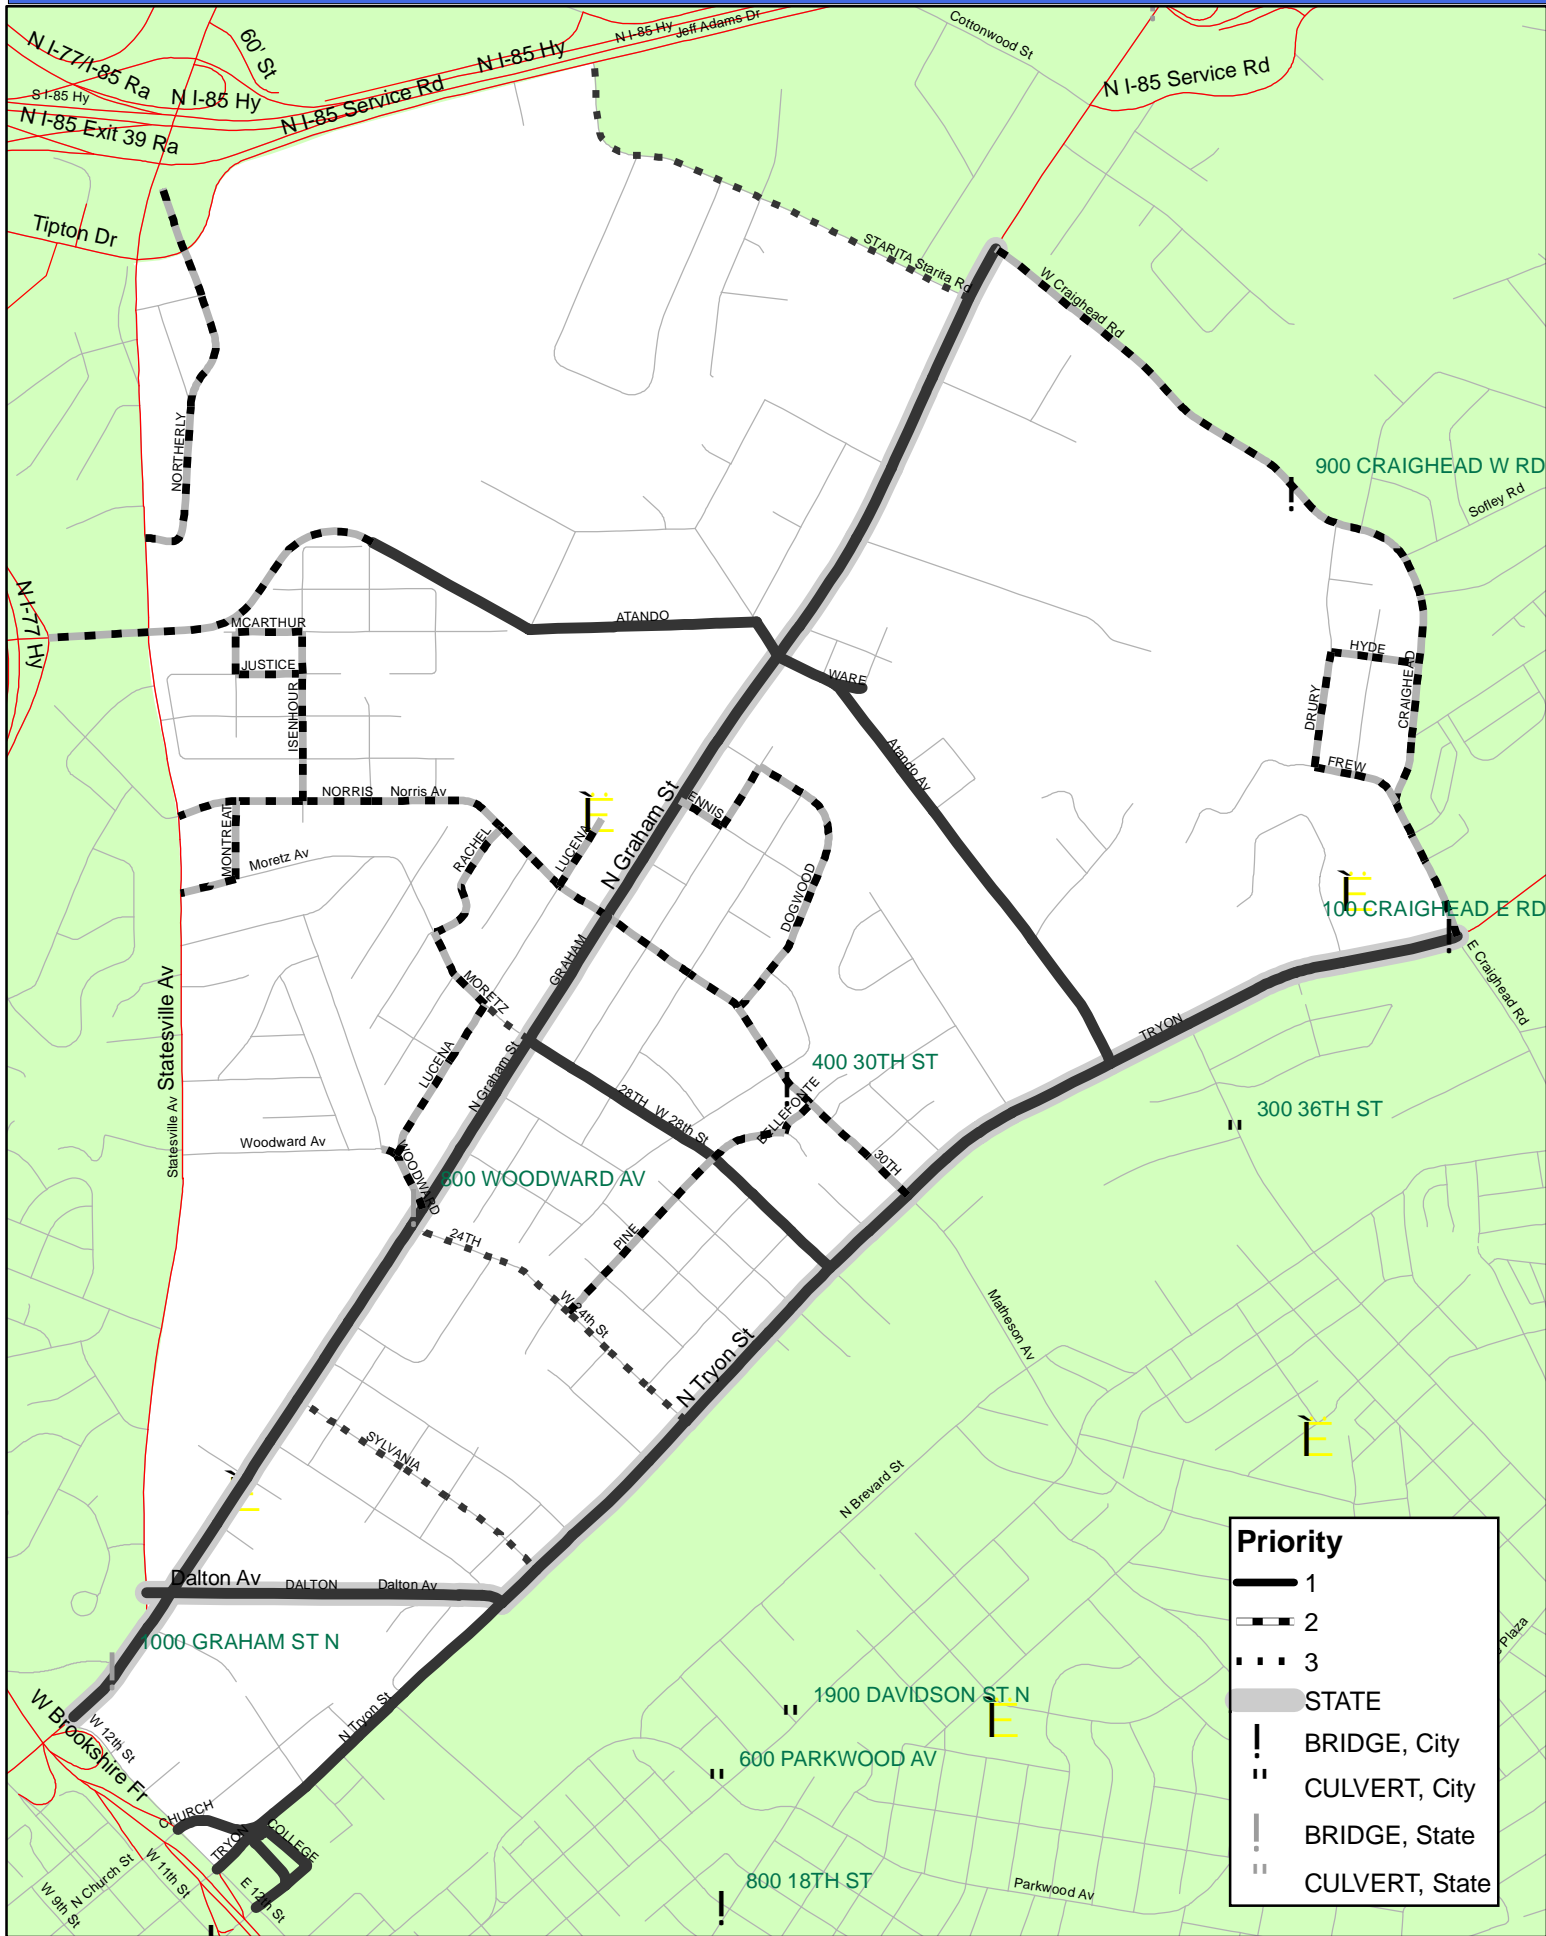 Cottonwood St
N I-85 Hy
Jeff Adams Dr
60' St
N I-77/I-85 Ra
N I-85 Hy
N I-85 Service Rd
S I-85 Hy
N I-85 Hy
N I-85 Service Rd
N I-85 Exit 39 Ra
Tipton Dr
STARITA Starita Rd
W Craighead Rd
NORTHERLY
900 CRAIGHEAD W RD
Sofley Rd
N I-77 Hy
MCARTHUR
ATANDO
JUSTICE
WARE
HYDE
ISENHOUR
DRURY
CRAIGHEAD
FREW
Atando Av
NORRIS
Norris Av
ENNIS
N Graham St
MONTREAT
Moretz Av
RACHEL
LUCENA
DOGWOOD
100 CRAIGHEAD E RD
GRAHAM
E Craighead Rd
MORETZ
Statesville Av
TRYON
LUCENA
N Graham St
400 30TH ST
28TH
W 28th St
BELLEFONTE
300 36TH ST
Statesville Av
Woodward Av
WOODWARD
30TH
800 WOODWARD AV
24TH
PINE
W 24th St
Matheson Av
N Tryon St
SYLVANIA
N Brevard St
Dalton Av
DALTON
Dalton Av
1000 GRAHAM ST N
Plaza
1900 DAVIDSON ST N
W 12th St
W Brookshire Fr
N Tryon St
600 PARKWOOD AV
CHURCH
TRYON
COLLEGE
N Church St
W 11th St
W 9th St
E 12th St
800 18TH ST
Parkwood Av
Priority
1
2
3
STATE
BRIDGE, City
CULVERT, City
BRIDGE, State
CULVERT, State